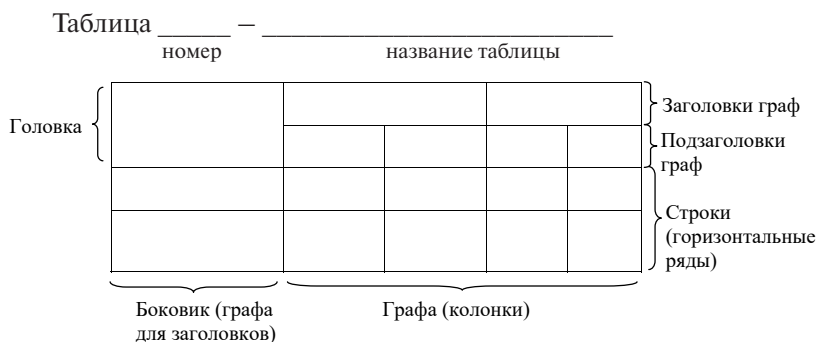 Таблица _____ – ________________________
номер
название таблицы
Головка
Заголовки граф
Подзаголовки
граф
Строки
(горизонтальные
ряды)
Боковик (графа
для заголовков)
Графа (колонки)